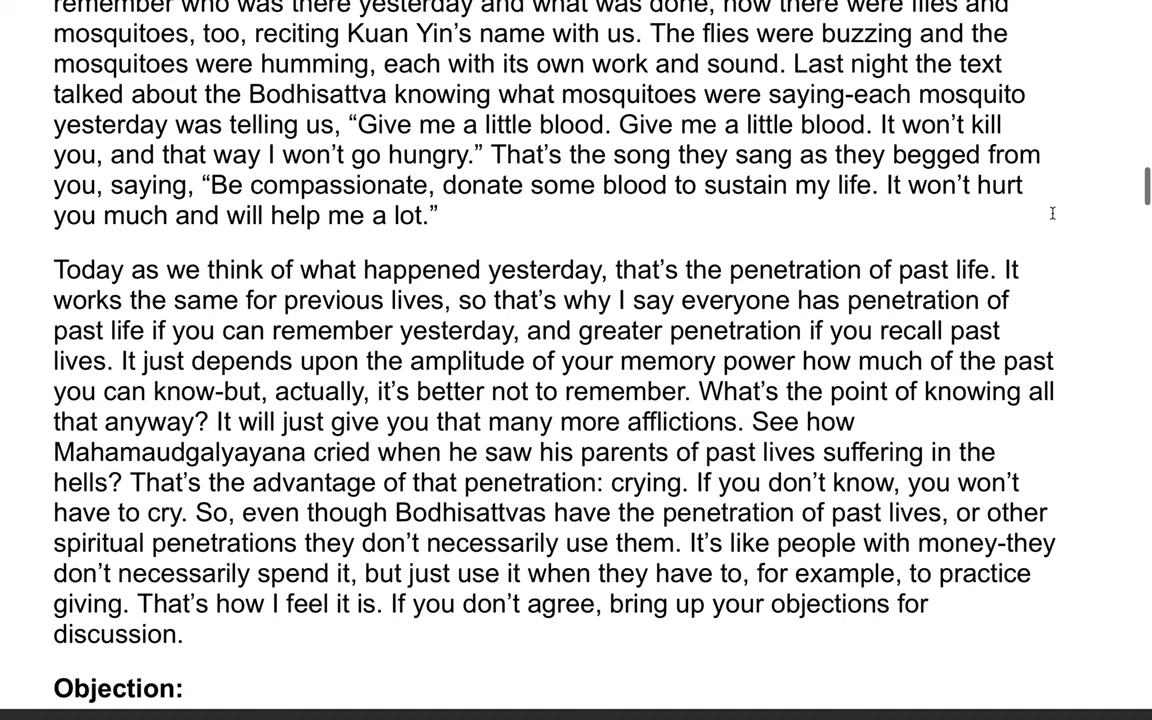 remember who was there yesterday and what was done, how there were flies and
mosquitoes, too, reciting Kuan Yin’s name with us. The flies were buzzing and the
mosquitoes were humming, each with its own work and sound. Last night the text
talked about the Bodhisattva knowing what mosquitoes were saying-each mosquito
yesterday was telling us, “Give me a little blood. Give me a little blood. It won’t kill
you, and that way I won’t go hungry.” That’s the song they sang as they begged from
you, saying, “Be compassionate, donate some blood to sustain my life. It won’t hurt
you much and will help me a lot.”
Today as we think of what happened yesterday, that’s the penetration of past life. It
works the same for previous lives, so that’s why I say everyone has penetration of
past life if you can remember yesterday, and greater penetration if you recall past
lives. It just depends upon the amplitude of your memory power how much of the past
you can know-but, actually, it’s better not to remember. What’s the point of knowing all
that anyway? It will just give you that many more afflictions. See how
Mahamaudgalyayana cried when he saw his parents of past lives suffering in the
hells? That’s the advantage of that penetration: crying. If you don’t know, you won’t
have to cry. So, even though Bodhisattvas have the penetration of past lives, or other
spiritual penetrations they don’t necessarily use them. It’s like people with money-they
don’t necessarily spend it, but just use it when they have to, for example, to practice
giving. That’s how I feel it is. If you don’t agree, bring up your objections for
discussion.
Objection: